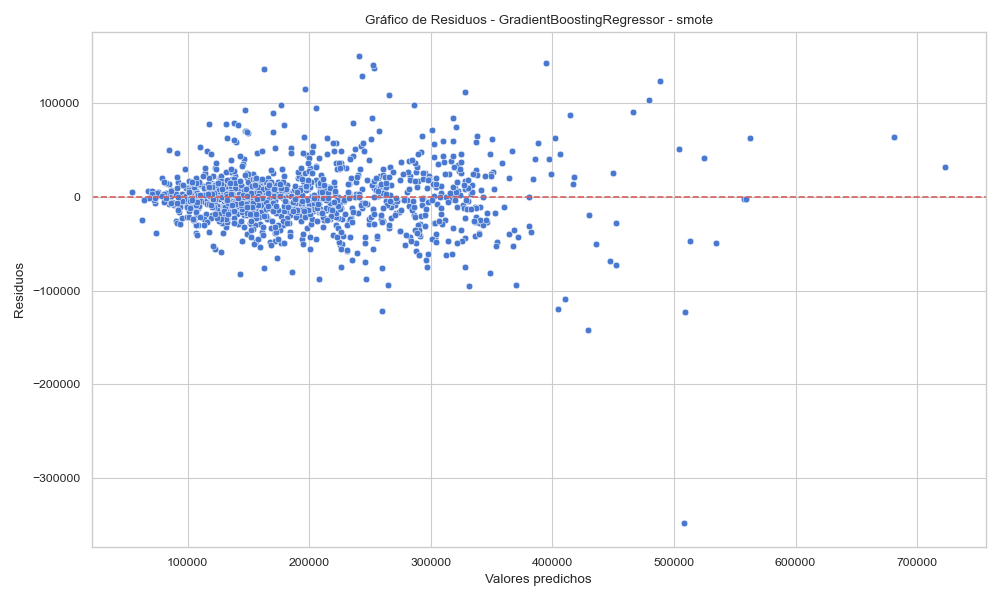 Gráfico de Residuos - GradientBoostingRegressor - smote
100000
0
−100000
−200000
−300000
Residuos
100000 200000 300000 400000 500000 600000 700000
Valores predichos